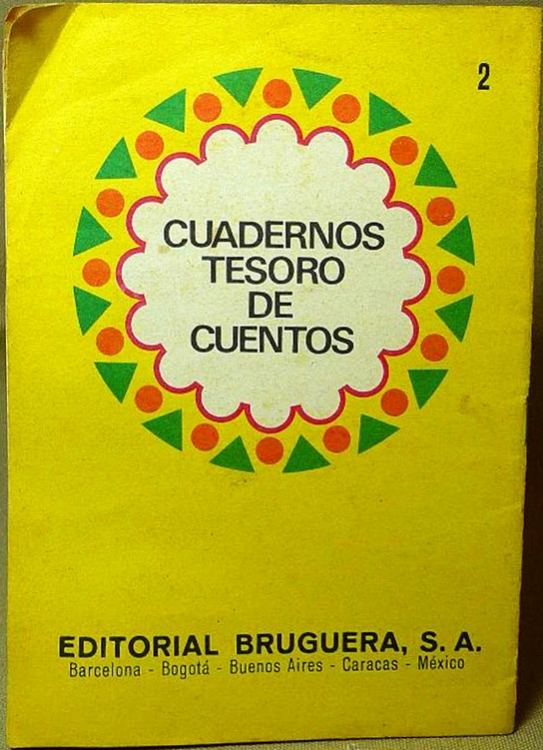 2
CUADERNOS
TESORO
DE
CUENTOS
EDITORIAL BRUGUERA, S. A.
Barcelona - Bogotá - Buenos Aires - Caracas - México